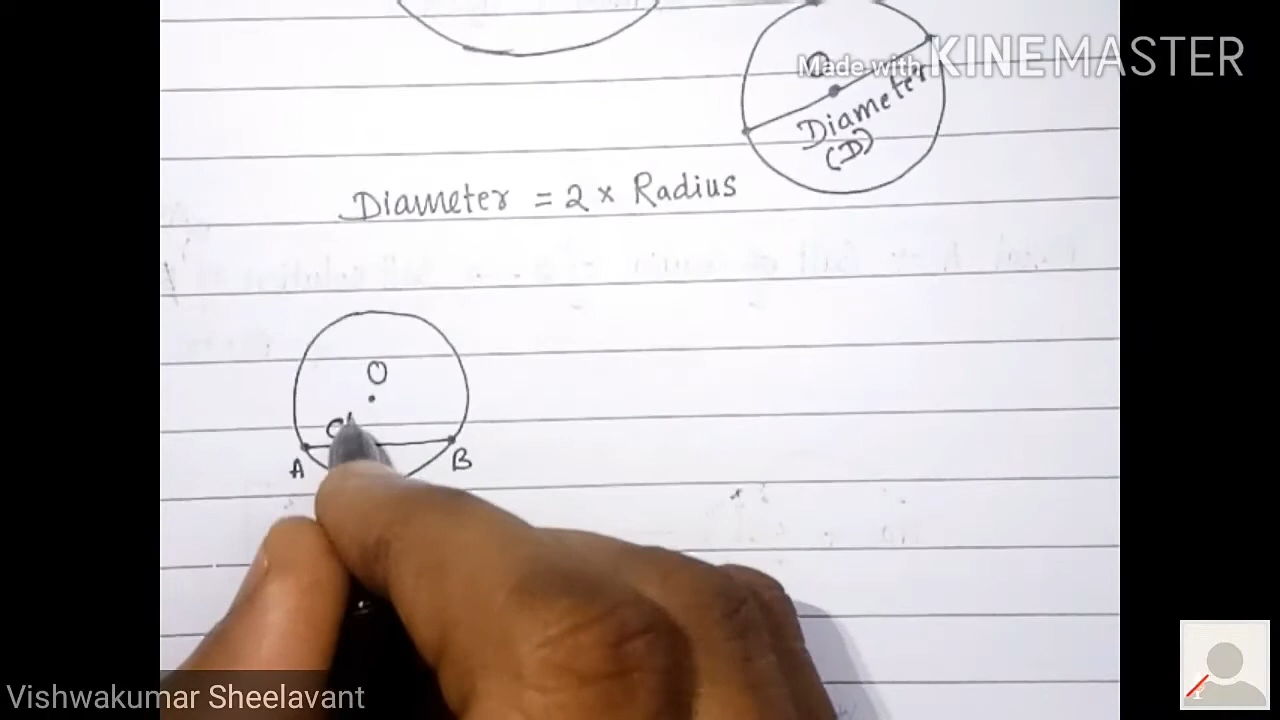 Made with KINEMASTER
O
Diameter
(D)
Diameter = 2 × Radius
O
C
A
B
Vishwakumar Sheelavant